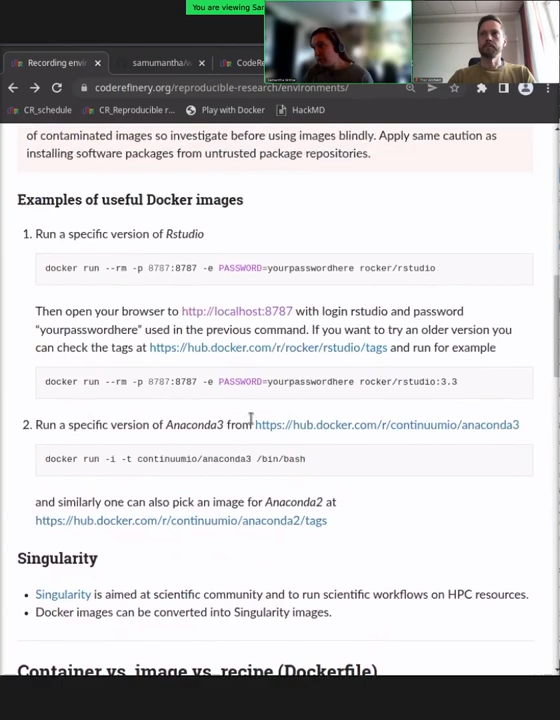 You are viewing Sar
Recording envi
samumantha/w
CodeRe
coderefinery.org/reproducible-research/environments/
CR_schedule
CR_Reproducible r...
Play with Docker
HackMD
of contaminated images so investigate before using images blindly. Apply same caution as
installing software packages from untrusted package repositories.
Examples of useful Docker images
1. Run a specific version of Rstudio
docker run --rm -p 8787:8787 -e PASSWORD=yourpasswordhere rocker/rstudio
Then open your browser to http://localhost:8787 with login rstudio and password
“yourpasswordhere” used in the previous command. If you want to try an older version you
can check the tags at https://hub.docker.com/r/rocker/rstudio/tags and run for example
docker run --rm -p 8787:8787 -e PASSWORD=yourpasswordhere rocker/rstudio:3.3
2. Run a specific version of Anaconda3 from https://hub.docker.com/r/continuumio/anaconda3
docker run -i -t continuumio/anaconda3 /bin/bash
and similarly one can also pick an image for Anaconda2 at
https://hub.docker.com/r/continuumio/anaconda2/tags
Singularity
• Singularity is aimed at scientific community and to run scientific workflows on HPC resources.
• Docker images can be converted into Singularity images.
Container vs. image vs. recipe (Dockerfile)